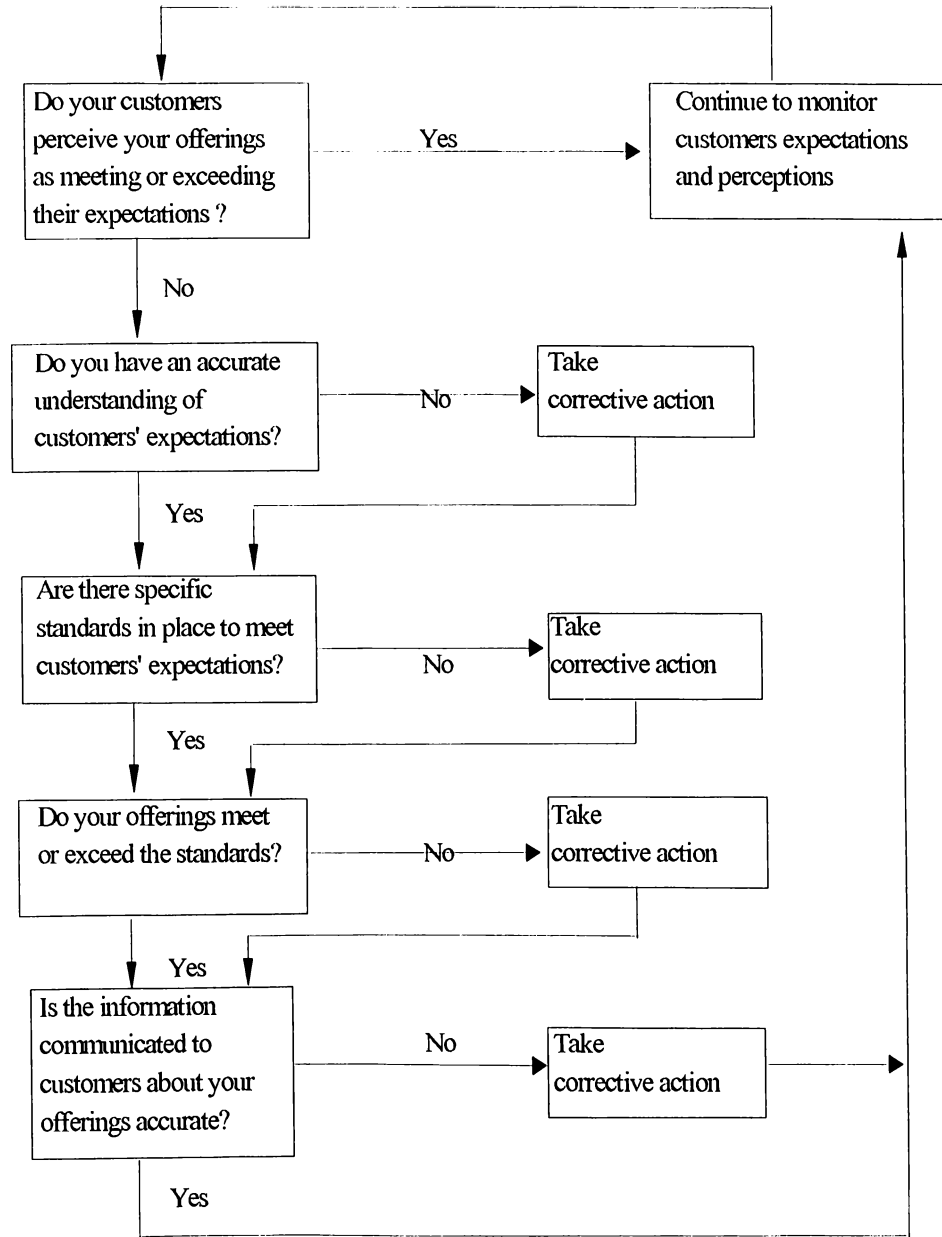 Do your customers
perceive your offerings
as meeting or exceeding
their expectations ?
Yes
Continue to monitor
customers expectations
and perceptions
No
Do you have an accurate
understanding of
customers' expectations?
No
Take
corrective action
Yes
Are there specific
standards in place to meet
customers' expectations?
No
Take
corrective action
Yes
Do your offerings meet
or exceed the standards?
No
Take
corrective action
Yes
Is the information
communicated to
customers about your
offerings accurate?
No
Take
corrective action
Yes